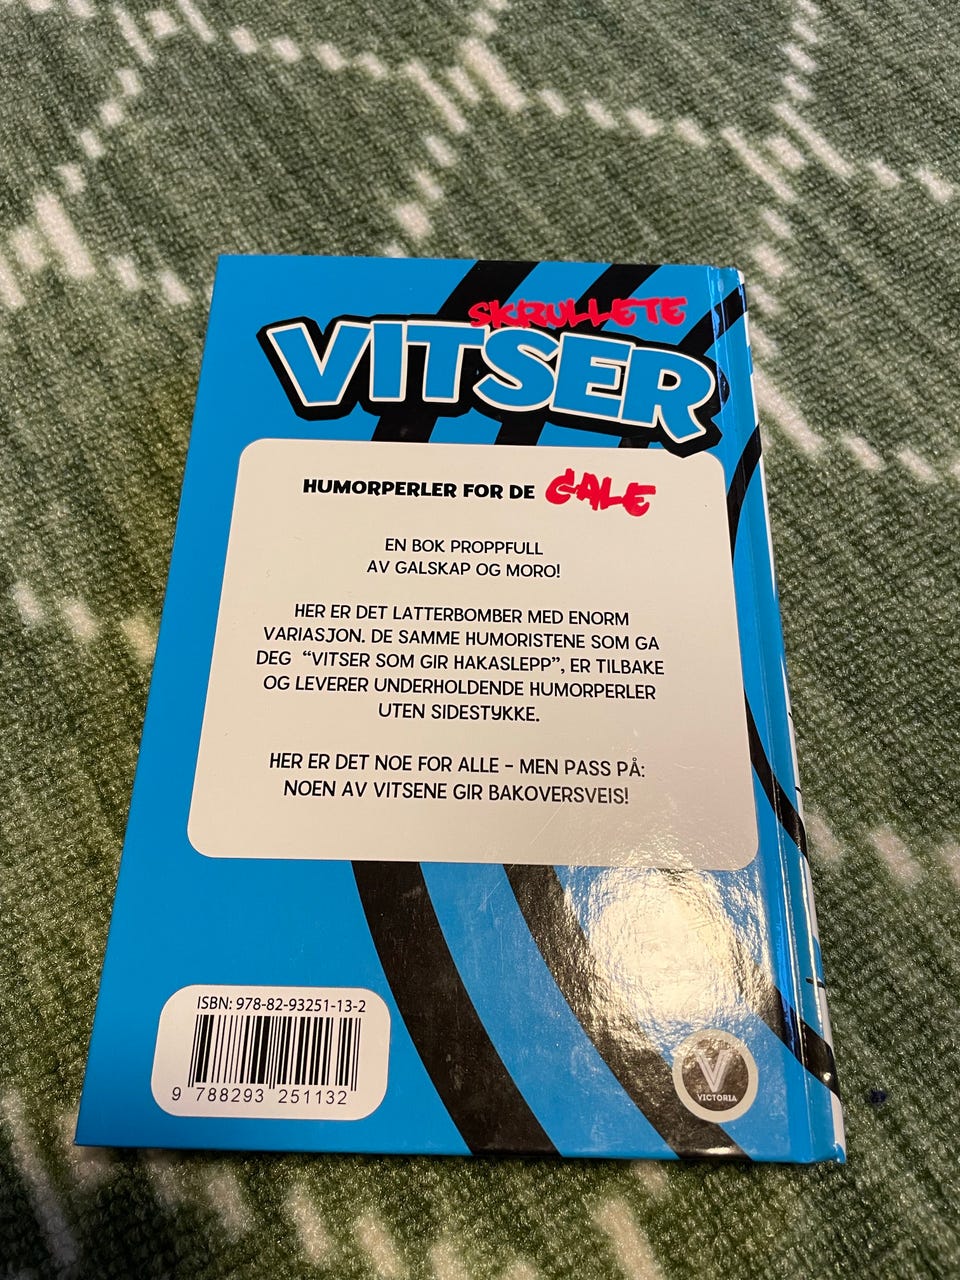 SKRULLETE
VITSER
HUMORPERLER FOR DE GALE
EN BOK PROPPFULL
AV GALSKAP OG MORO!
HER ER DET LATTERBOMBER MED ENORM
VARIASJON. DE SAMME HUMORISTENE SOM GA
DEG "VITSER SOM GIR HAKASLEPP", ER TILBAKE
OG LEVERER UNDERHOLDENDE HUMORPERLER
UTEN SIDESTYKKE.
HER ER DET NOE FOR ALLE - MEN PASS PÅ:
NOEN AV VITSENE GIR BAKOVERSVEIS!
ISBN: 978-82-93251-13-2
9 788293 251132
V
VICTORIA